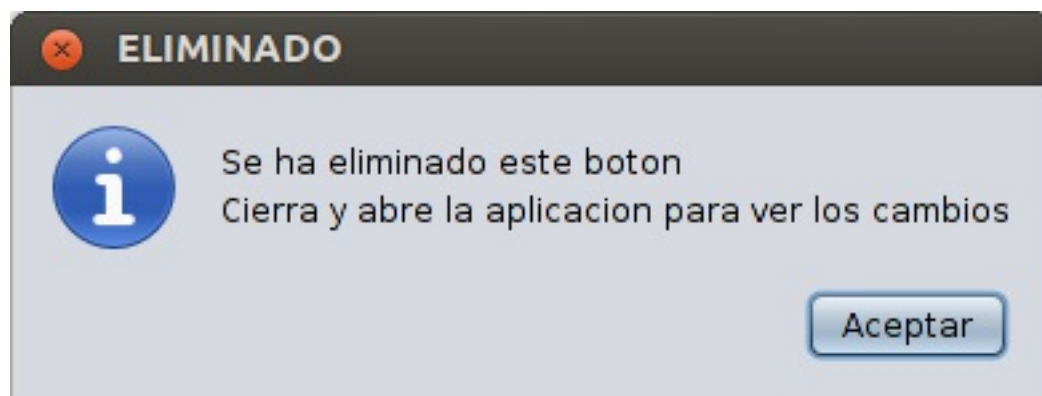 ELIMINADO
Se ha eliminado este boton
Cierra y abre la aplicacion para ver los cambios
Aceptar